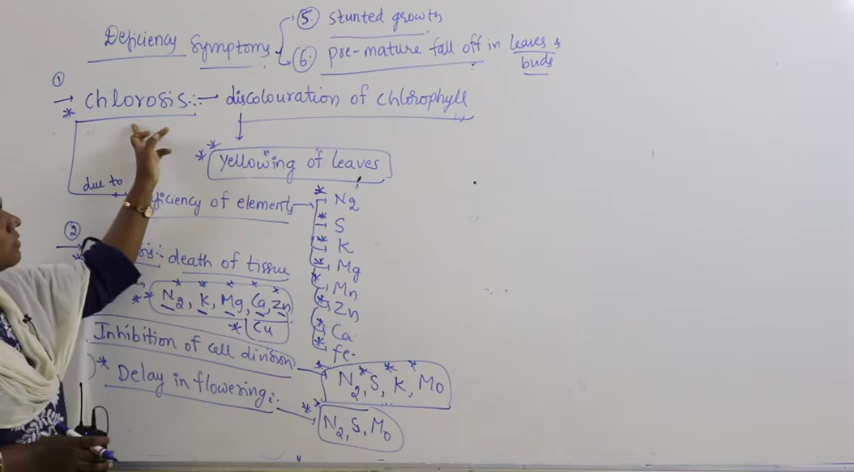 Deficiency Symptoms
⑤ stunted growth
⑥ pre-mature fall off in leaves & buds
① chlorosis:- → discolouration of chlorophyll
Yellowing of leaves
due to ficiency of elements → N2
S
K
Mg
Mn
Zn
Ca
Fe.
② sis:- death of tissue
N2, K, Mg, Ca, Zn
Cu
Inhibition of cell division N2, S, K, Mo
Delay in flowering:- N2, S, Mo